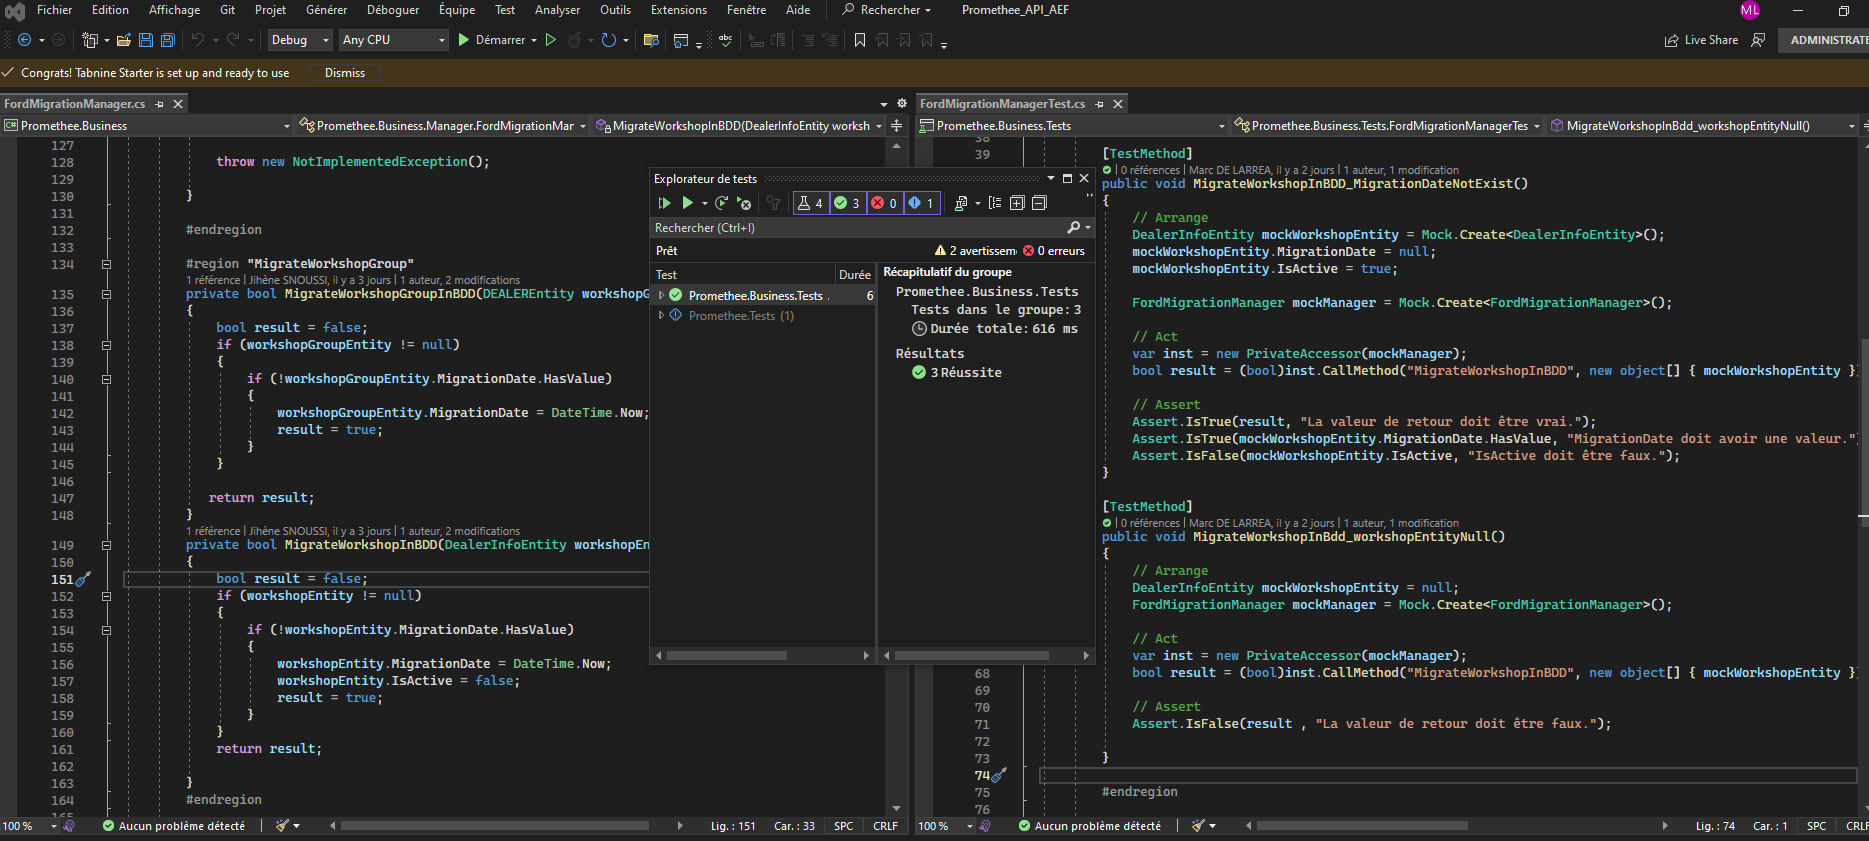 Fichier Edition Affichage Git Projet Générer Déboguer Équipe Test Analyser Outils Extensions Fenêtre Aide Rechercher Promethee_API_AEF ML
Debug Any CPU Démarrer Live Share ADMINISTRATE
Congrats! Tabnine Starter is set up and ready to use Dismiss
FordMigrationManager.cs
Promethee.Business Promethee.Business.Manager.FordMigrationMar MigrateWorkshopInBDD(DealerInfoEntity worksh
127
128 throw new NotImplementedException();
129
130 }
131
132 #endregion
133
134 #region "MigrateWorkshopGroup"
1 référence | Jihène SNOUSSI, il y a 3 jours | 1 auteur, 2 modifications
135 private bool MigrateWorkshopGroupInBDD(DEALEREntity workshopG
136 {
137 bool result = false;
138 if (workshopGroupEntity != null)
139 {
140 if (!workshopGroupEntity.MigrationDate.HasValue)
141 {
142 workshopGroupEntity.MigrationDate = DateTime.Now;
143 result = true;
144 }
145 }
146
147 return result;
148 }
1 référence | Jihène SNOUSSI, il y a 3 jours | 1 auteur, 2 modifications
149 private bool MigrateWorkshopInBDD(DealerInfoEntity workshopEn
150 {
151 bool result = false;
152 if (workshopEntity != null)
153 {
154 if (!workshopEntity.MigrationDate.HasValue)
155 {
156 workshopEntity.MigrationDate = DateTime.Now;
157 workshopEntity.IsActive = false;
158 result = true;
159 }
160 }
161 return result;
162
163 }
164 #endregion
165
100 % Aucun problème détecté Lig. : 151 Car. : 33 SPC CRLF
Explorateur de tests
4 3 0 1
Rechercher (Ctrl+I)
Prêt 2 avertissem 0 erreurs
Test Durée
Promethee.Business.Tests . 6
Promethee.Tests (1)
Récapitulatif du groupe
Promethee.Business.Tests
Tests dans le groupe: 3
Durée totale: 616 ms
Résultats
3 Réussite
FordMigrationManagerTest.cs
Promethee.Business.Tests Promethee.Business.Tests.FordMigrationManagerTes MigrateWorkshopInBdd_workshopEntityNull()
38
39 [TestMethod]
| 0 références | Marc DE LARREA, il y a 2 jours | 1 auteur, 1 modification
public void MigrateWorkshopInBDD_MigrationDateNotExist()
{
// Arrange
DealerInfoEntity mockWorkshopEntity = Mock.Create<DealerInfoEntity>();
mockWorkshopEntity.MigrationDate = null;
mockWorkshopEntity.IsActive = true;
FordMigrationManager mockManager = Mock.Create<FordMigrationManager>();
// Act
var inst = new PrivateAccessor(mockManager);
bool result = (bool)inst.CallMethod("MigrateWorkshopInBDD", new object[] { mockWorkshopEntity }
// Assert
Assert.IsTrue(result, "La valeur de retour doit être vrai.");
Assert.IsTrue(mockWorkshopEntity.MigrationDate.HasValue, "MigrationDate doit avoir une valeur."
Assert.IsFalse(mockWorkshopEntity.IsActive, "IsActive doit être faux.");
}
[TestMethod]
| 0 références | Marc DE LARREA, il y a 2 jours | 1 auteur, 1 modification
public void MigrateWorkshopInBdd_workshopEntityNull()
{
// Arrange
DealerInfoEntity mockWorkshopEntity = null;
FordMigrationManager mockManager = Mock.Create<FordMigrationManager>();
// Act
var inst = new PrivateAccessor(mockManager);
68 bool result = (bool)inst.CallMethod("MigrateWorkshopInBDD", new object[] { mockWorkshopEntity }
69
70 // Assert
71 Assert.IsFalse(result , "La valeur de retour doit être faux.");
72
73 }
74
75 #endregion
76
100 % Aucun problème détecté Lig. : 74 Car. : 1 SPC CRLF